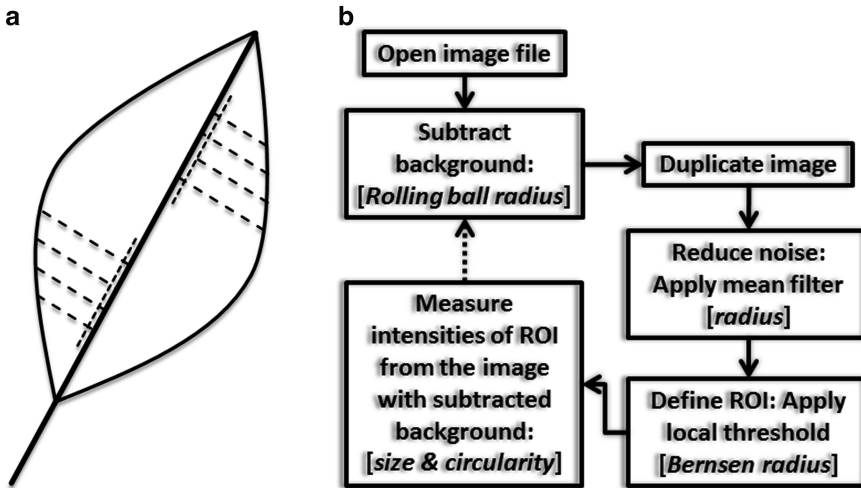 a
b
Open image file
Subtract
background:
[Rolling ball radius]
Duplicate image
Reduce noise:
Apply mean filter
[radius]
Define ROI: Apply
local threshold
[Bernsen radius]
Measure
intensities of ROI
from the image
with subtracted
background:
[size & circularity]